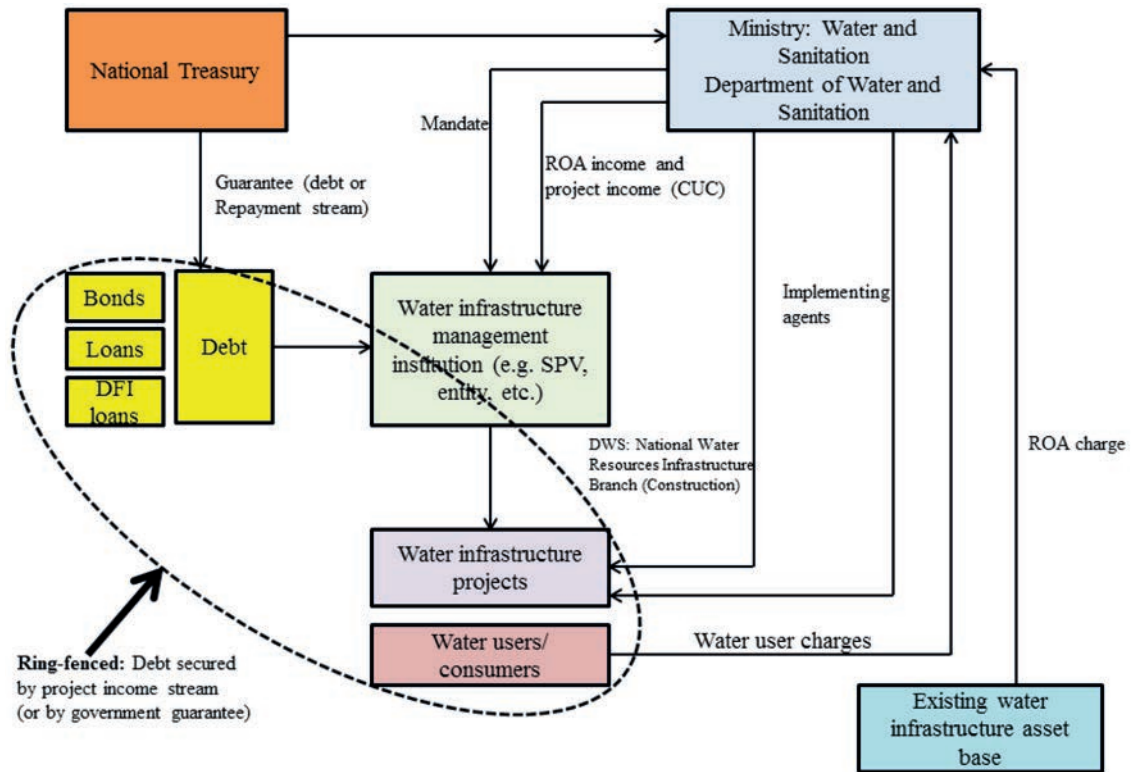 National Treasury
Ministry: Water and
Sanitation
Department of Water and
Sanitation
Mandate
ROA income and
project income (CUC)
Guarantee (debt or
Repayment stream)
Bonds
Loans
DFI
loans
Debt
Water infrastructure
management
institution (e.g. SPV,
entity, etc.)
Implementing
agents
DWS: National Water
Resources Infrastructure
Branch (Construction)
ROA charge
Water infrastructure
projects
Water users/
consumers
Water user charges
Ring-fenced: Debt secured
by project income stream
(or by government guarantee)
Existing water
infrastructure asset
base